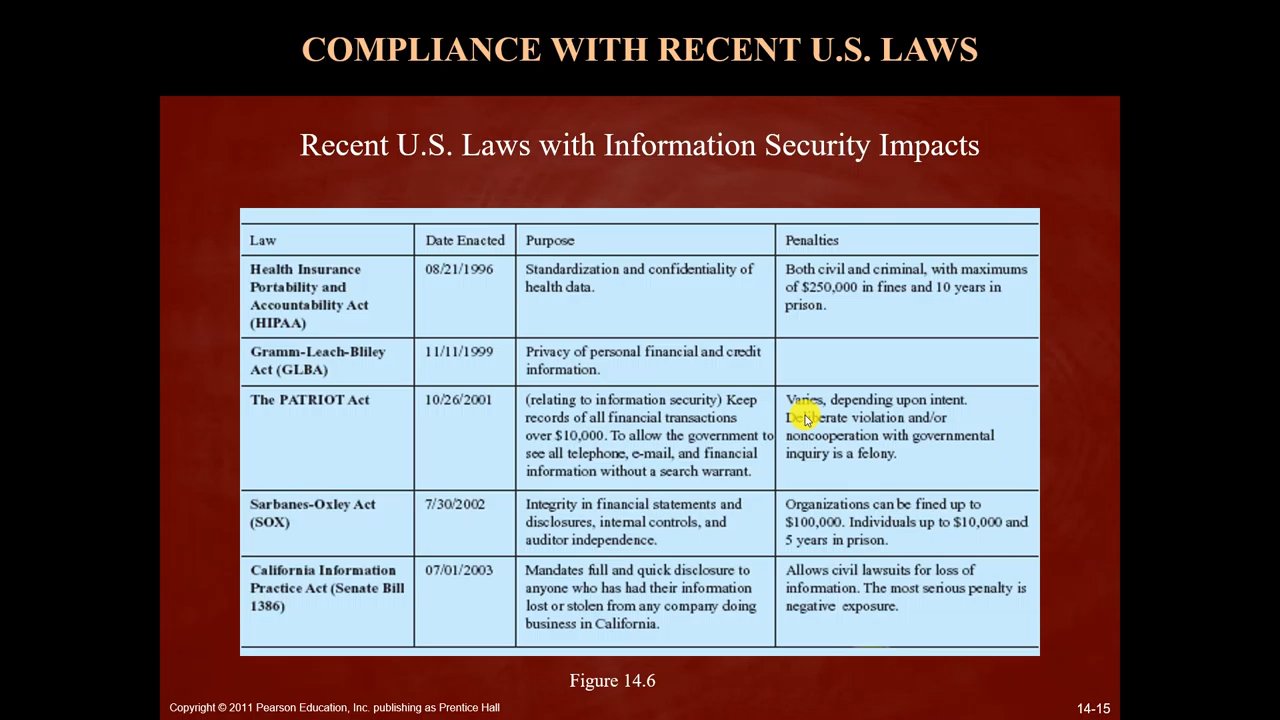 COMPLIANCE WITH RECENT U.S. LAWS
Recent U.S. Laws with Information Security Impacts
Law
Date Enacted
Purpose
Penalties
Health Insurance
Portability and
Accountability Act
(HIPAA)
08/21/1996
Standardization and confidentiality of
health data.
Both civil and criminal, with maximums
of $250,000 in fines and 10 years in
prison.
Gramm-Leach-Bliley
Act (GLBA)
11/11/1999
Privacy of personal financial and credit
information.
The PATRIOT Act
10/26/2001
(relating to information security) Keep
records of all financial transactions
over $10,000. To allow the government to
see all telephone, e-mail, and financial
information without a search warrant.
Varies, depending upon intent.
Deliberate violation and/or
noncooperation with governmental
inquiry is a felony.
Sarbanes-Oxley Act
(SOX)
7/30/2002
Integrity in financial statements and
disclosures, internal controls, and
auditor independence.
Organizations can be fined up to
$100,000. Individuals up to $10,000 and
5 years in prison.
California Information
Practice Act (Senate Bill
1386)
07/01/2003
Mandates full and quick disclosure to
anyone who has had their information
lost or stolen from any company doing
business in California.
Allows civil lawsuits for loss of
information. The most serious penalty is
negative exposure.
Figure 14.6
Copyright © 2011 Pearson Education, Inc. publishing as Prentice Hall
14-15